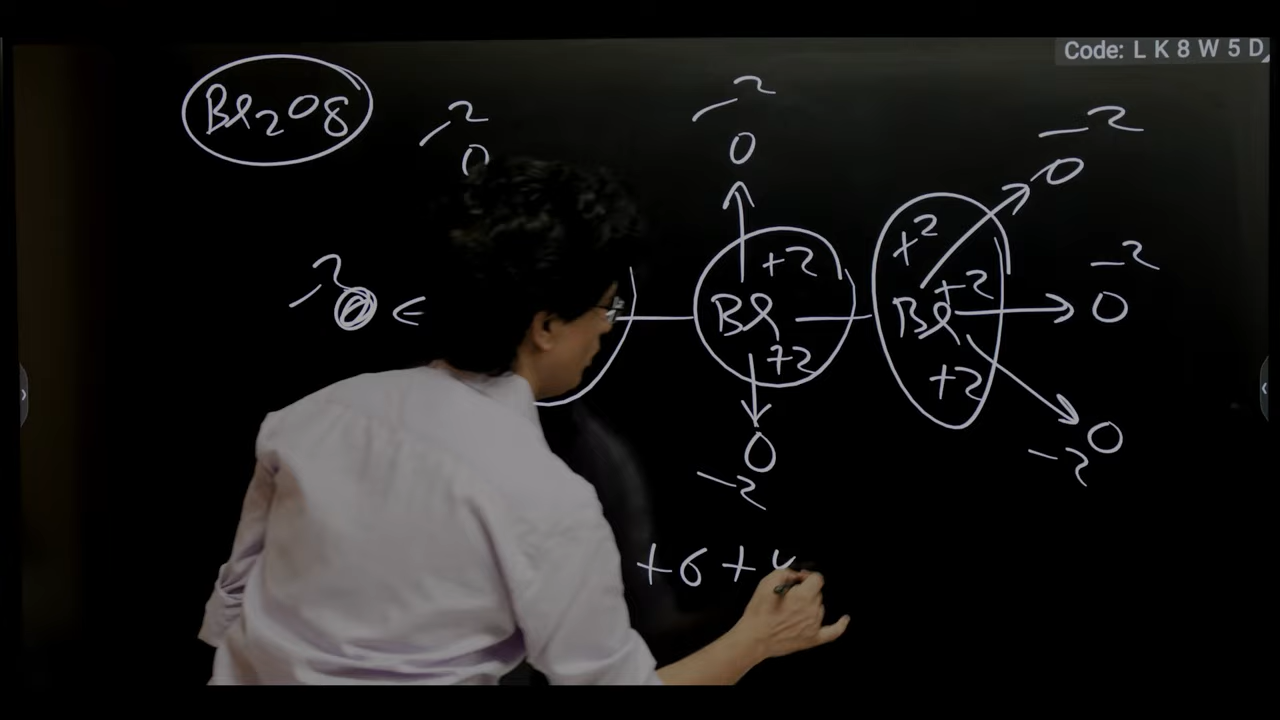 Code: L K 8 W 5 D
Br2O8
-2 -2 -2
O O O
+2 +2
-2 -2
O Br +2 Br O
+2 +2
O O
-2 -2
+6 +4